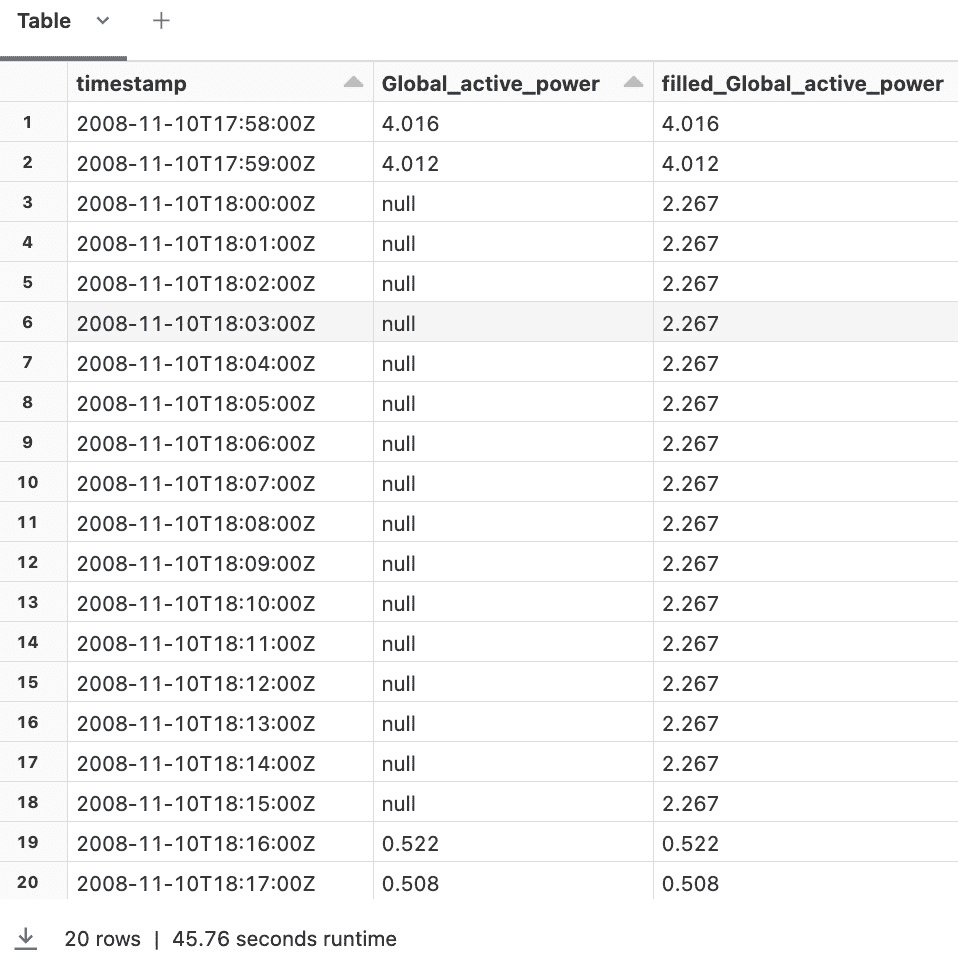 Table
timestamp Global_active_power filled_Global_active_power
1 2008-11-10T17:58:00Z 4.016 4.016
2 2008-11-10T17:59:00Z 4.012 4.012
3 2008-11-10T18:00:00Z null 2.267
4 2008-11-10T18:01:00Z null 2.267
5 2008-11-10T18:02:00Z null 2.267
6 2008-11-10T18:03:00Z null 2.267
7 2008-11-10T18:04:00Z null 2.267
8 2008-11-10T18:05:00Z null 2.267
9 2008-11-10T18:06:00Z null 2.267
10 2008-11-10T18:07:00Z null 2.267
11 2008-11-10T18:08:00Z null 2.267
12 2008-11-10T18:09:00Z null 2.267
13 2008-11-10T18:10:00Z null 2.267
14 2008-11-10T18:11:00Z null 2.267
15 2008-11-10T18:12:00Z null 2.267
16 2008-11-10T18:13:00Z null 2.267
17 2008-11-10T18:14:00Z null 2.267
18 2008-11-10T18:15:00Z null 2.267
19 2008-11-10T18:16:00Z 0.522 0.522
20 2008-11-10T18:17:00Z 0.508 0.508
20 rows | 45.76 seconds runtime